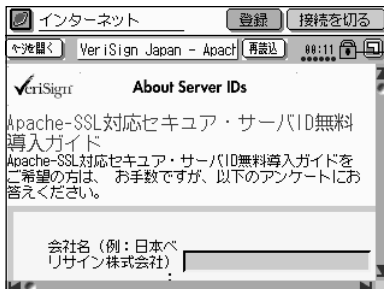 インターネット 登録 接続を切る
ページを開く VeriSign Japan - Apach 再読込 00:11
VeriSign About Server IDs
Apache-SSL対応セキュア・サーバID無料
導入ガイド
Apache-SSL対応セキュア・サーバID無料導入ガイドを
ご希望の方は、 お手数ですが、以下のアンケートにお
答えください。
会社名（例：日本ベ
リサイン株式会社）
: